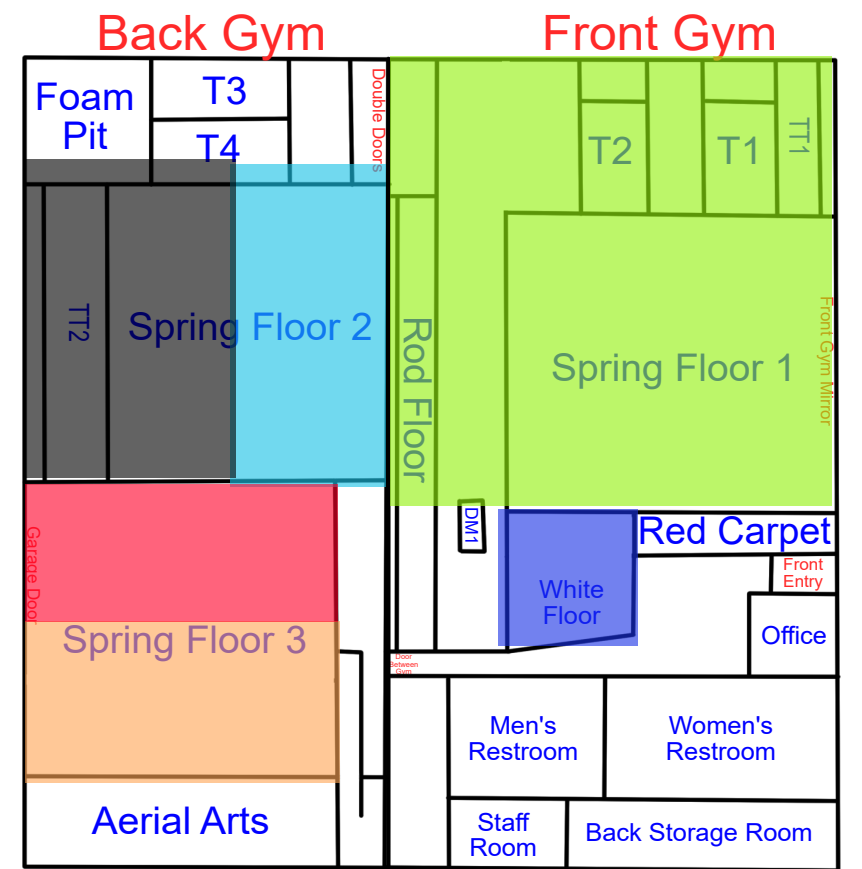 Back Gym
Front Gym
Foam
Pit
T3
T4
Double Doors
T2
T1
TT1
TT2
Spring Floor 2
Rod Floor
Spring Floor 1
Front Gym Mirror
DM1
Red Carpet
Garage Door
White
Floor
Front
Entry
Spring Floor 3
Office
Door
Between
Gym
Men's
Restroom
Women's
Restroom
Aerial Arts
Staff
Room
Back Storage Room